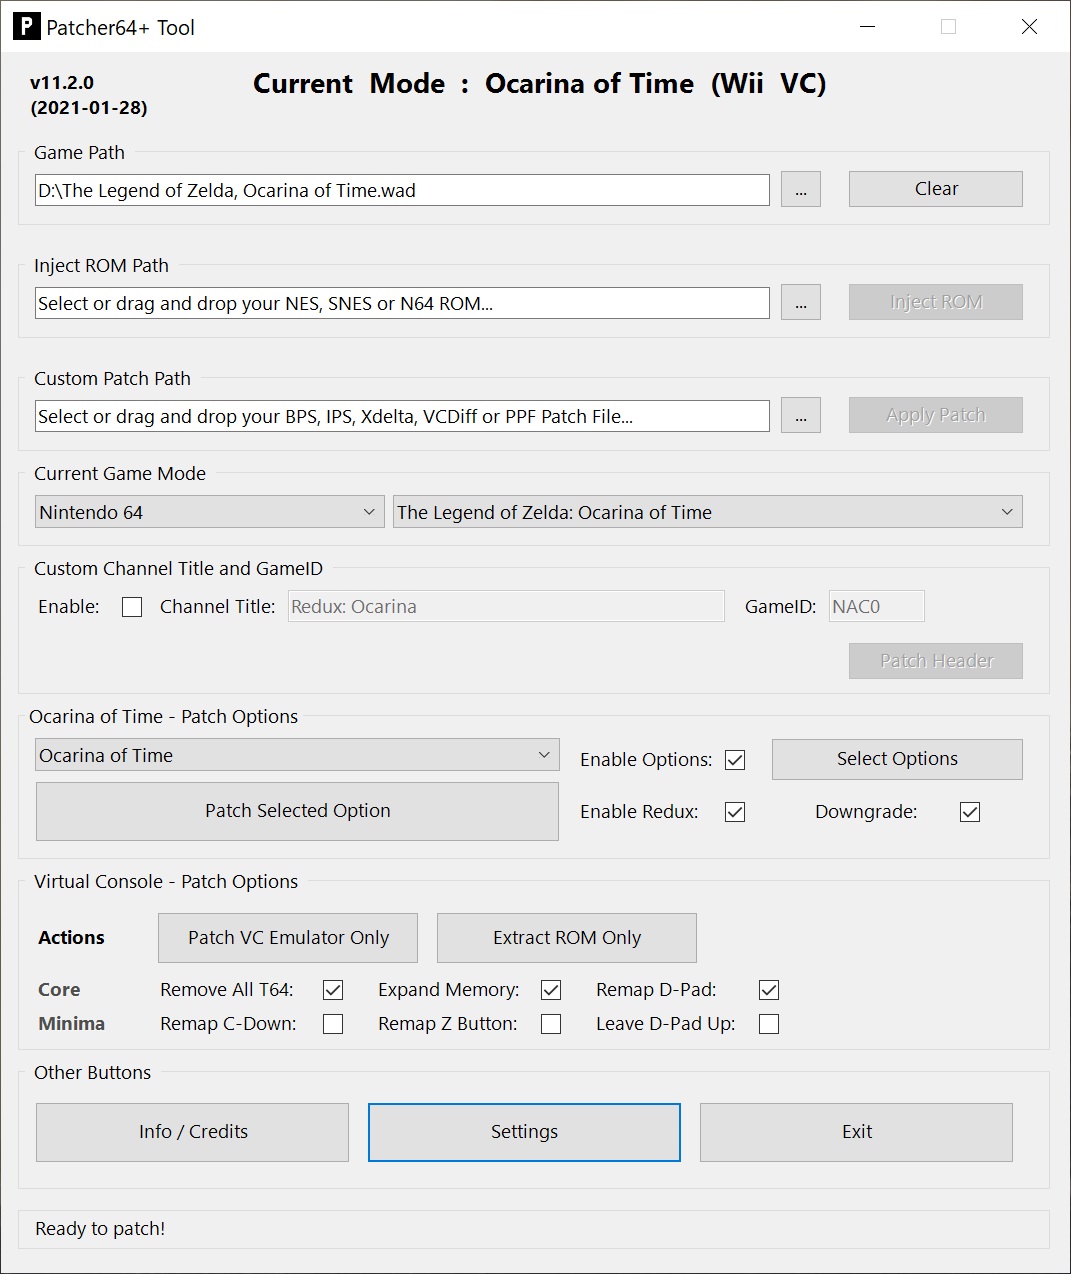 P Patcher64+ Tool
v11.2.0
(2021-01-28)
Current Mode : Ocarina of Time (Wii VC)
Game Path
D:\The Legend of Zelda, Ocarina of Time.wad ... Clear
Inject ROM Path
Select or drag and drop your NES, SNES or N64 ROM... ... Inject ROM
Custom Patch Path
Select or drag and drop your BPS, IPS, Xdelta, VCDiff or PPF Patch File... ... Apply Patch
Current Game Mode
Nintendo 64 The Legend of Zelda: Ocarina of Time
Custom Channel Title and GameID
Enable: Channel Title: Redux: Ocarina GameID: NAC0
Patch Header
Ocarina of Time - Patch Options
Ocarina of Time Enable Options: Select Options
Patch Selected Option Enable Redux: Downgrade:
Virtual Console - Patch Options
Actions Patch VC Emulator Only Extract ROM Only
Core Remove All T64: Expand Memory: Remap D-Pad:
Minima Remap C-Down: Remap Z Button: Leave D-Pad Up:
Other Buttons
Info / Credits Settings Exit
Ready to patch!